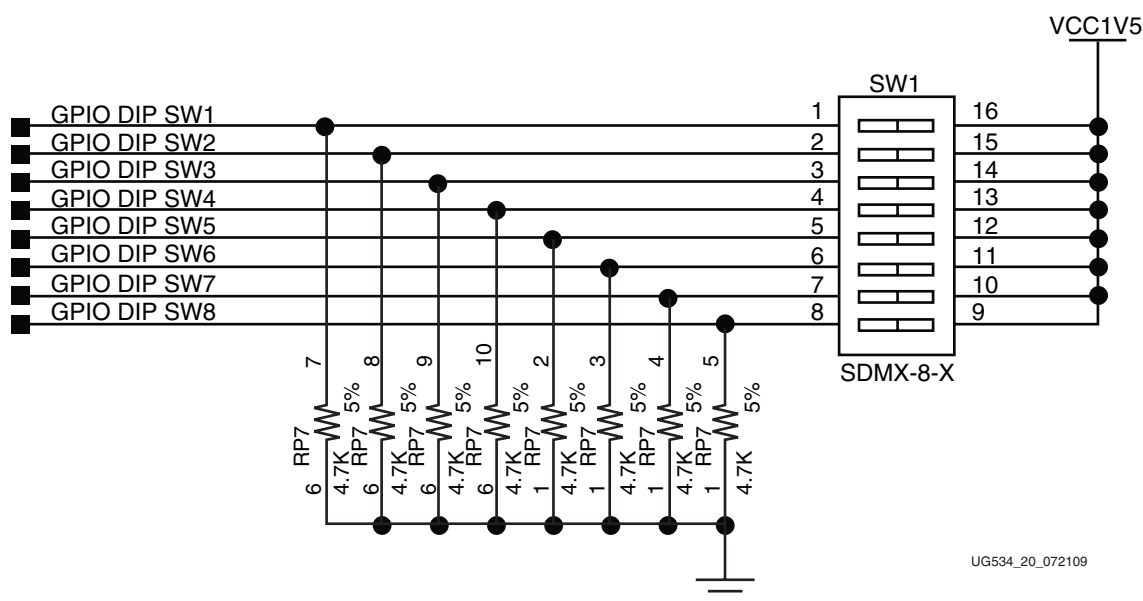 VCC1V5
SW1
GPIO DIP SW1 1 16
GPIO DIP SW2 2 15
GPIO DIP SW3 3 14
GPIO DIP SW4 4 13
GPIO DIP SW5 5 12
GPIO DIP SW6 6 11
GPIO DIP SW7 7 10
GPIO DIP SW8 8 9
SDMX-8-X
7 8 9 10 2 3 4 5
5% 5% 5% 5% 5% 5% 5% 5%
RP7 RP7 RP7 RP7 RP7 RP7 RP7 RP7
4.7K 4.7K 4.7K 4.7K 4.7K 4.7K 4.7K 4.7K
6 6 6 6 1 1 1 1
UG534_20_072109